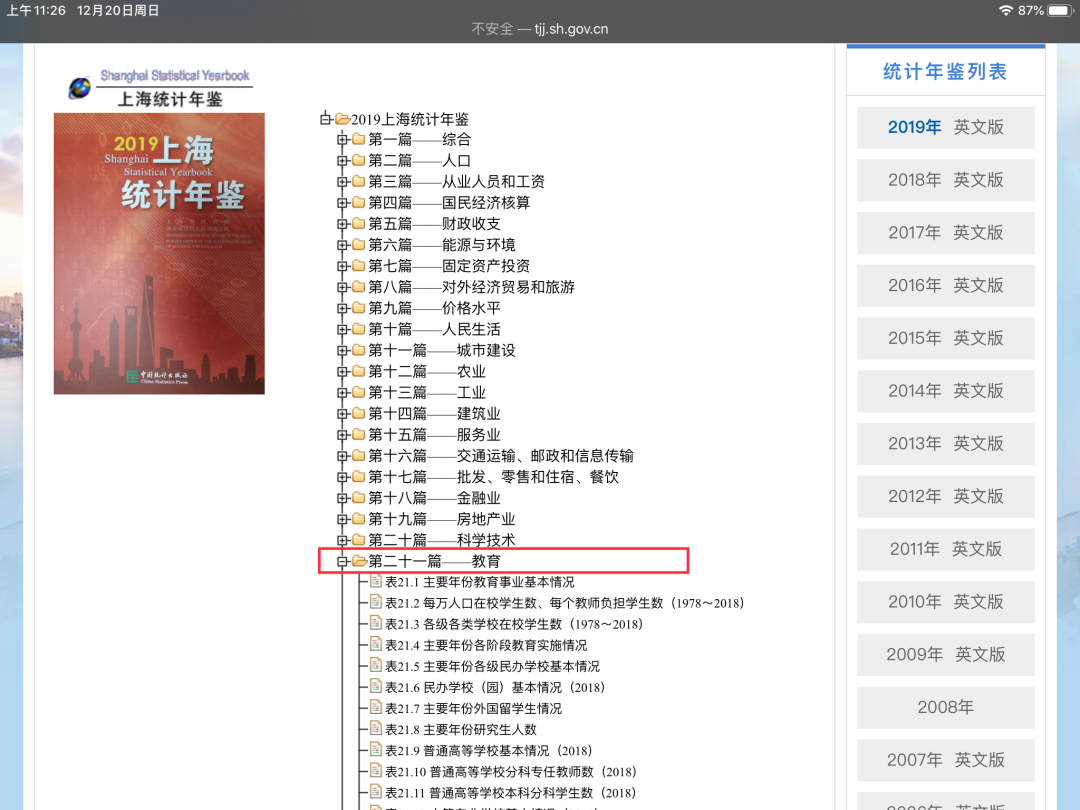 上午11:26 12月20日周日
87%
不安全 — tjj.sh.gov.cn
Shanghai Statistical Yearbook
上海统计年鉴
2019上海
Shanghai
Statistical Yearbook
统计年鉴
中国统计出版社
China Statistics Press
2019上海统计年鉴
第一篇——综合
第二篇——人口
第三篇——从业人员和工资
第四篇——国民经济核算
第五篇——财政收支
第六篇——能源与环境
第七篇——固定资产投资
第八篇——对外经济贸易和旅游
第九篇——价格水平
第十篇——人民生活
第十一篇——城市建设
第十二篇——农业
第十三篇——工业
第十四篇——建筑业
第十五篇——服务业
第十六篇——交通运输、邮政和信息传输
第十七篇——批发、零售和住宿、餐饮
第十八篇——金融业
第十九篇——房地产业
第二十篇——科学技术
第二十一篇——教育
表21.1 主要年份教育事业基本情况
表21.2 每万人口在校学生数、每个教师负担学生数（1978～2018）
表21.3 各级各类学校在校学生数（1978～2018）
表21.4 主要年份各阶段教育实施情况
表21.5 主要年份各级民办学校基本情况
表21.6 民办学校（园）基本情况（2018）
表21.7 主要年份外国留学生情况
表21.8 主要年份研究生人数
表21.9 普通高等学校基本情况（2018）
表21.10 普通高等学校分科专任教师数（2018）
表21.11 普通高等学校本科分科学生数（2018）
统计年鉴列表
2019年 英文版
2018年 英文版
2017年 英文版
2016年 英文版
2015年 英文版
2014年 英文版
2013年 英文版
2012年 英文版
2011年 英文版
2010年 英文版
2009年 英文版
2008年
2007年 英文版